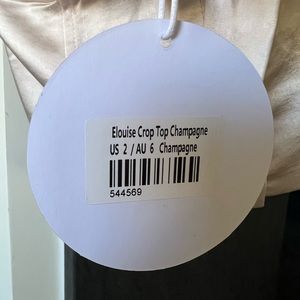 Elouise Crop Top Champagne
US 2 / AU 6 Champagne
544569